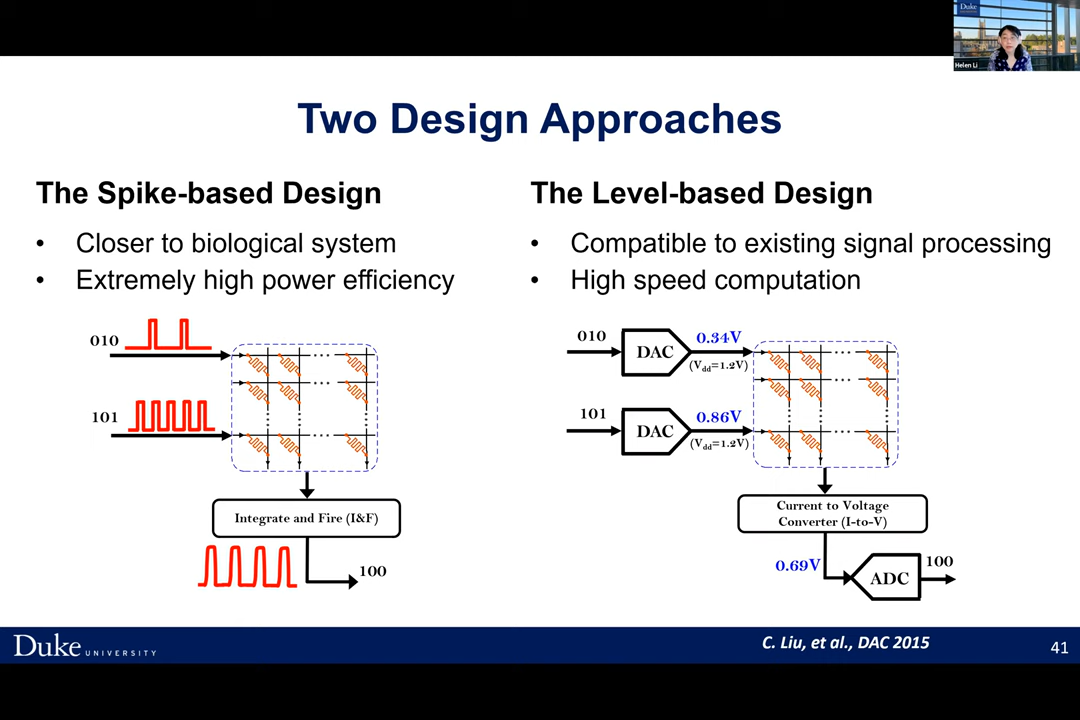 Duke
UNIVERSITY
Helen Li
Two Design Approaches
The Spike-based Design
• Closer to biological system
• Extremely high power efficiency
010
101
Integrate and Fire (I&F)
100
The Level-based Design
• Compatible to existing signal processing
• High speed computation
010
DAC
0.34V
(Vdd=1.2V)
101
DAC
0.86V
(Vdd=1.2V)
Current to Voltage
Converter (I-to-V)
0.69V
ADC
100
Duke UNIVERSITY
C. Liu, et al., DAC 2015
41